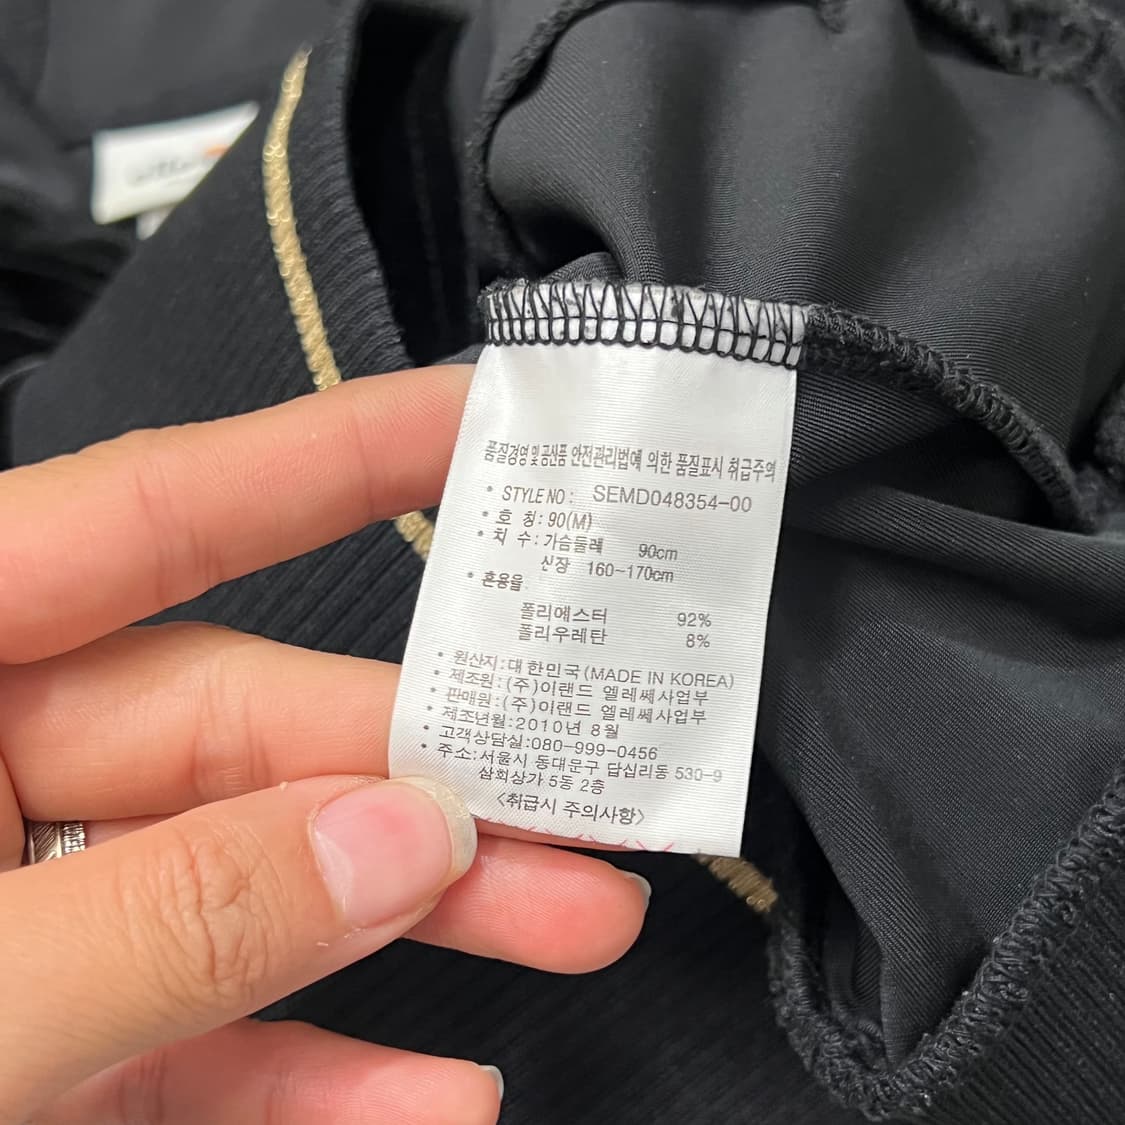 품질경영 및 공산품 안전관리법에 의한 품질표시 취급주의
• STYLE NO : SEMD048354-00
• 호 칭 : 90(M)
• 치 수 : 가슴둘레 90cm
신장 160-170cm
• 혼용율
폴리에스터 92%
폴리우레탄 8%
• 원산지:대한민국(MADE IN KOREA)
• 제조원:(주)이랜드 엘레쎄사업부
• 판매원:(주)이랜드 엘레쎄사업부
• 제조년월:2010년 8월
• 고객상담실:080-999-0456
• 주소:서울시 동대문구 답십리동 530-9
삼희상가 5동 2층
<취급시 주의사항>